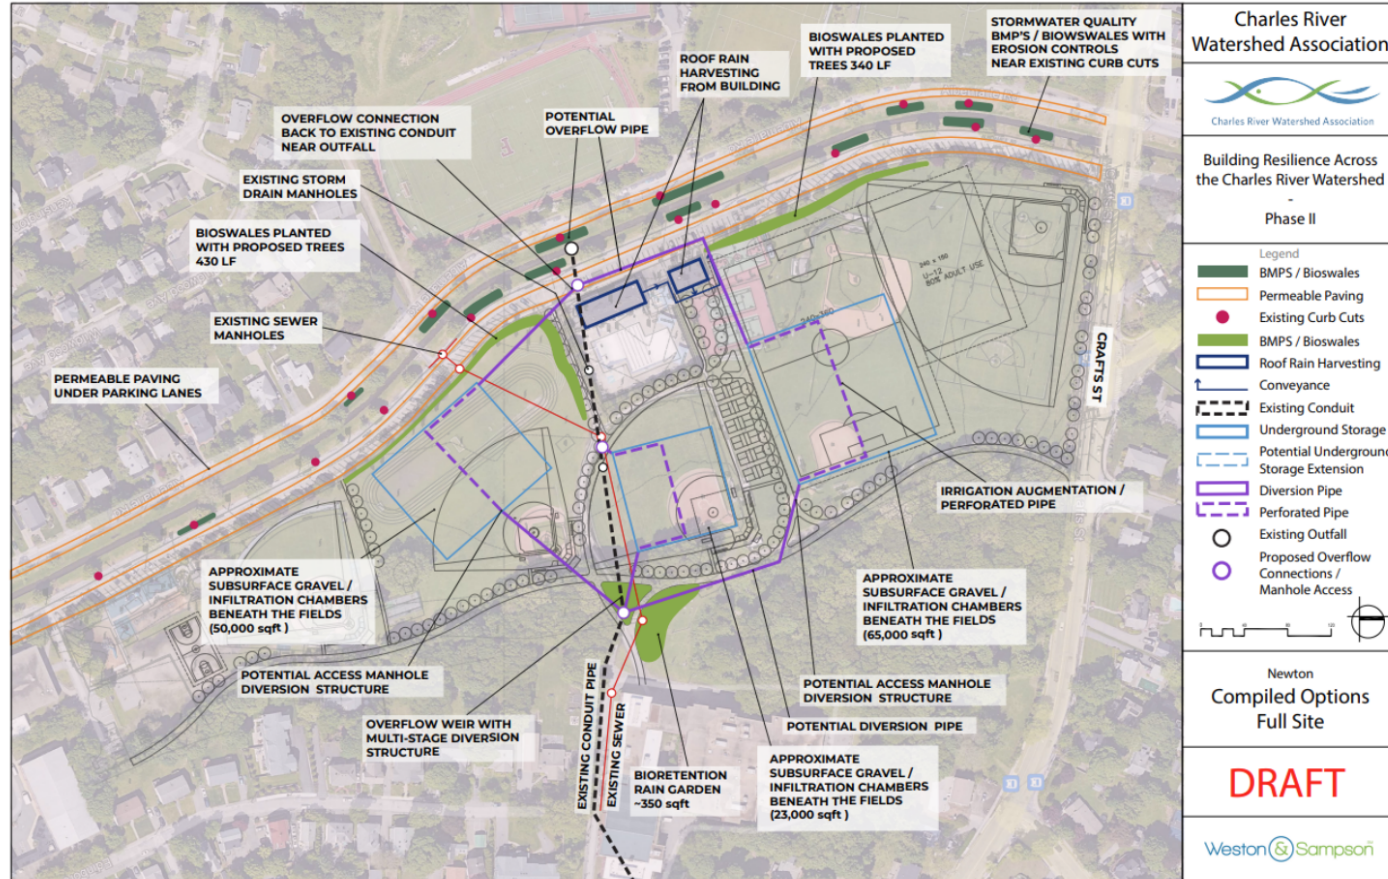 STORMWATER QUALITY
BMP'S / BIOWSWALES WITH
EROSION CONTROLS
NEAR EXISTING CURB CUTS
BIOSWALES PLANTED
WITH PROPOSED
TREES 340 LF
ROOF RAIN
HARVESTING
FROM BUILDING
POTENTIAL
OVERFLOW PIPE
OVERFLOW CONNECTION
BACK TO EXISTING CONDUIT
NEAR OUTFALL
EXISTING STORM
DRAIN MANHOLES
BIOSWALES PLANTED
WITH PROPOSED TREES
430 LF
EXISTING SEWER
MANHOLES
PERMEABLE PAVING
UNDER PARKING LANES
240 x 150
U-12
80% ADULT USE
240x360
CRAFTS ST
IRRIGATION AUGMENTATION /
PERFORATED PIPE
APPROXIMATE
SUBSURFACE GRAVEL /
INFILTRATION CHAMBERS
BENEATH THE FIELDS
(50,000 sqft )
APPROXIMATE
SUBSURFACE GRAVEL /
INFILTRATION CHAMBERS
BENEATH THE FIELDS
(65,000 sqft )
POTENTIAL ACCESS MANHOLE
DIVERSION STRUCTURE
POTENTIAL ACCESS MANHOLE
DIVERSION STRUCTURE
OVERFLOW WEIR WITH
MULTI-STAGE DIVERSION
STRUCTURE
POTENTIAL DIVERSION PIPE
EXISTING CONDUIT PIPE
EXISTING SEWER
BIORETENTION
RAIN GARDEN
~350 sqft
APPROXIMATE
SUBSURFACE GRAVEL /
INFILTRATION CHAMBERS
BENEATH THE FIELDS
(23,000 sqft )
Charles River
Watershed Association
Charles River Watershed Association
Building Resilience Across
the Charles River Watershed
-
Phase II
Legend
BMPS / Bioswales
Permeable Paving
Existing Curb Cuts
BMPS / Bioswales
Roof Rain Harvesting
Conveyance
Existing Conduit
Underground Storage
Potential Underground
Storage Extension
Diversion Pipe
Perforated Pipe
Existing Outfall
Proposed Overflow
Connections /
Manhole Access
Newton
Compiled Options
Full Site
DRAFT
Weston & Sampson